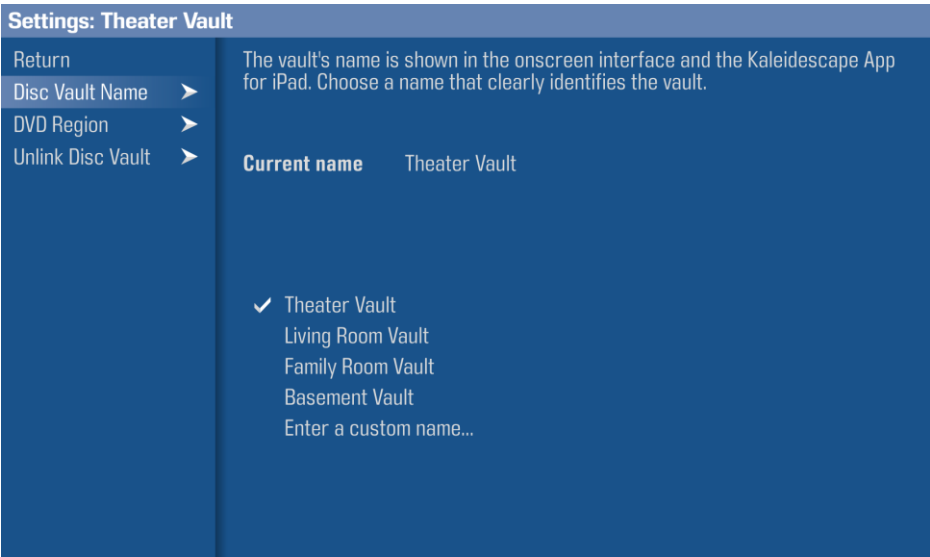 Settings: Theater Vault
Return
Disc Vault Name
DVD Region
Unlink Disc Vault
The vault's name is shown in the onscreen interface and the Kaleidescape App
for iPad. Choose a name that clearly identifies the vault.
Current name Theater Vault
Theater Vault
Living Room Vault
Family Room Vault
Basement Vault
Enter a custom name...